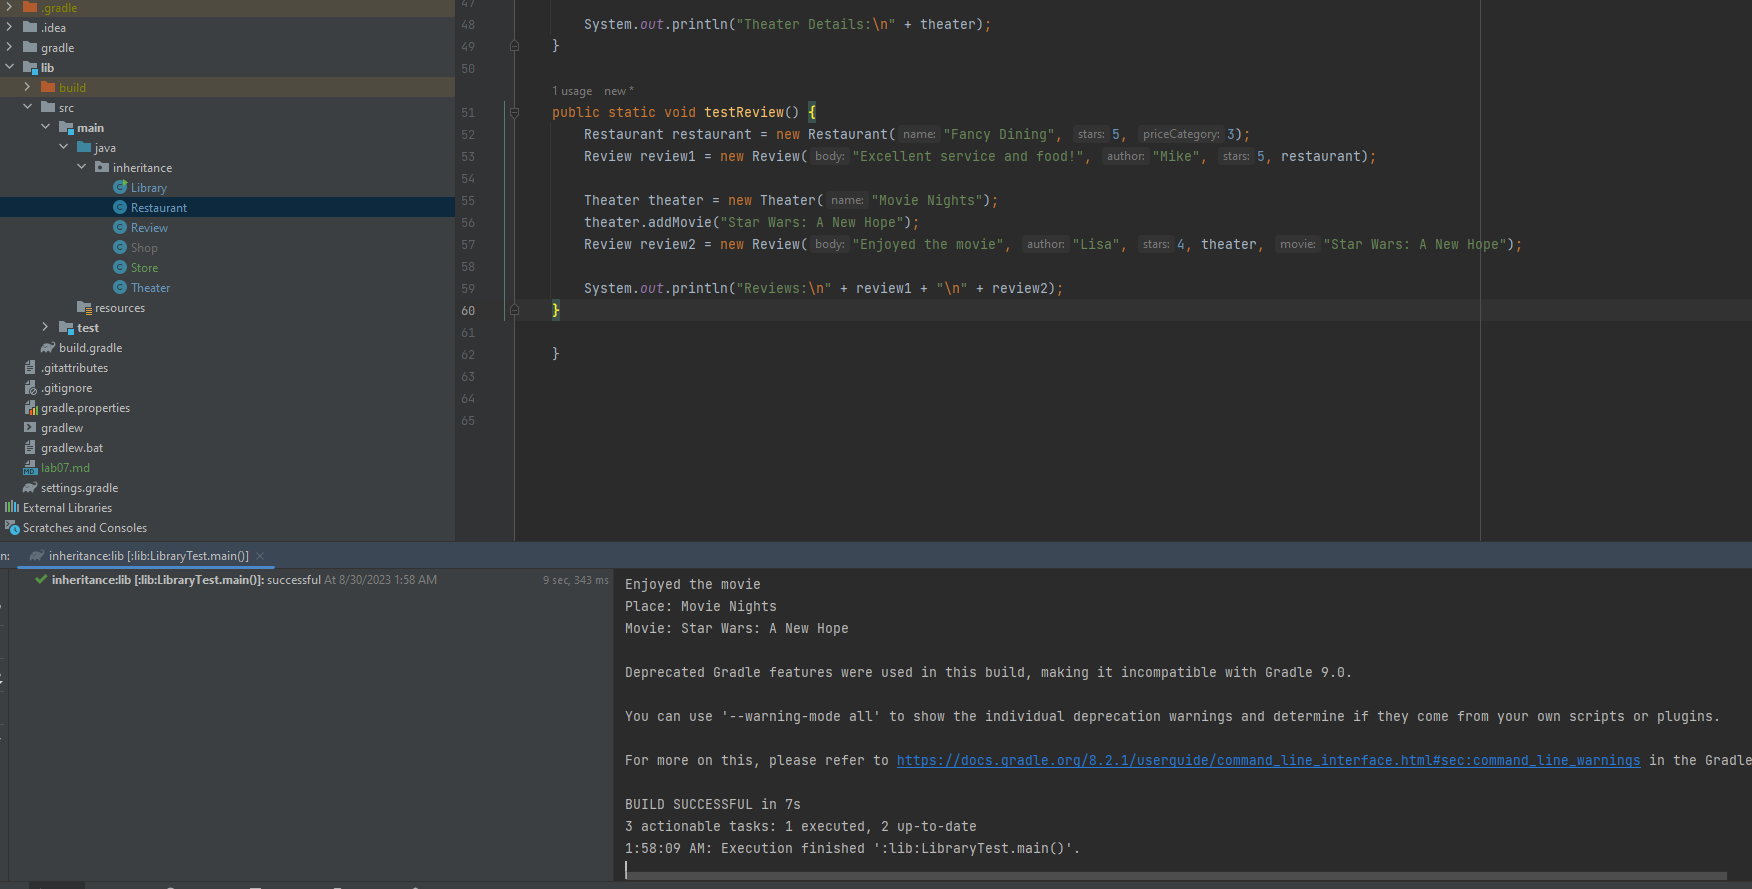 .gradle
.idea
gradle
lib
build
src
main
java
inheritance
Library
Restaurant
Review
Shop
Store
Theater
resources
test
build.gradle
.gitattributes
.gitignore
gradle.properties
gradlew
gradlew.bat
lab07.md
settings.gradle
External Libraries
Scratches and Consoles
47
48 System.out.println("Theater Details:\n" + theater);
49 }
50
1 usage new *
51 public static void testReview() {
52 Restaurant restaurant = new Restaurant( name: "Fancy Dining", stars: 5, priceCategory: 3);
53 Review review1 = new Review( body: "Excellent service and food!", author: "Mike", stars: 5, restaurant);
54
55 Theater theater = new Theater( name: "Movie Nights");
56 theater.addMovie("Star Wars: A New Hope");
57 Review review2 = new Review( body: "Enjoyed the movie", author: "Lisa", stars: 4, theater, movie: "Star Wars: A New Hope");
58
59 System.out.println("Reviews:\n" + review1 + "\n" + review2);
60 }
61
62 }
63
64
65
n: inheritance:lib [:lib:LibraryTest.main()] ×
inheritance:lib [:lib:LibraryTest.main()]: successful At 8/30/2023 1:58 AM 9 sec, 343 ms
Enjoyed the movie
Place: Movie Nights
Movie: Star Wars: A New Hope
Deprecated Gradle features were used in this build, making it incompatible with Gradle 9.0.
You can use '--warning-mode all' to show the individual deprecation warnings and determine if they come from your own scripts or plugins.
For more on this, please refer to https://docs.gradle.org/8.2.1/userguide/command_line_interface.html#sec:command_line_warnings in the Gradle
BUILD SUCCESSFUL in 7s
3 actionable tasks: 1 executed, 2 up-to-date
1:58:09 AM: Execution finished ':lib:LibraryTest.main()'.